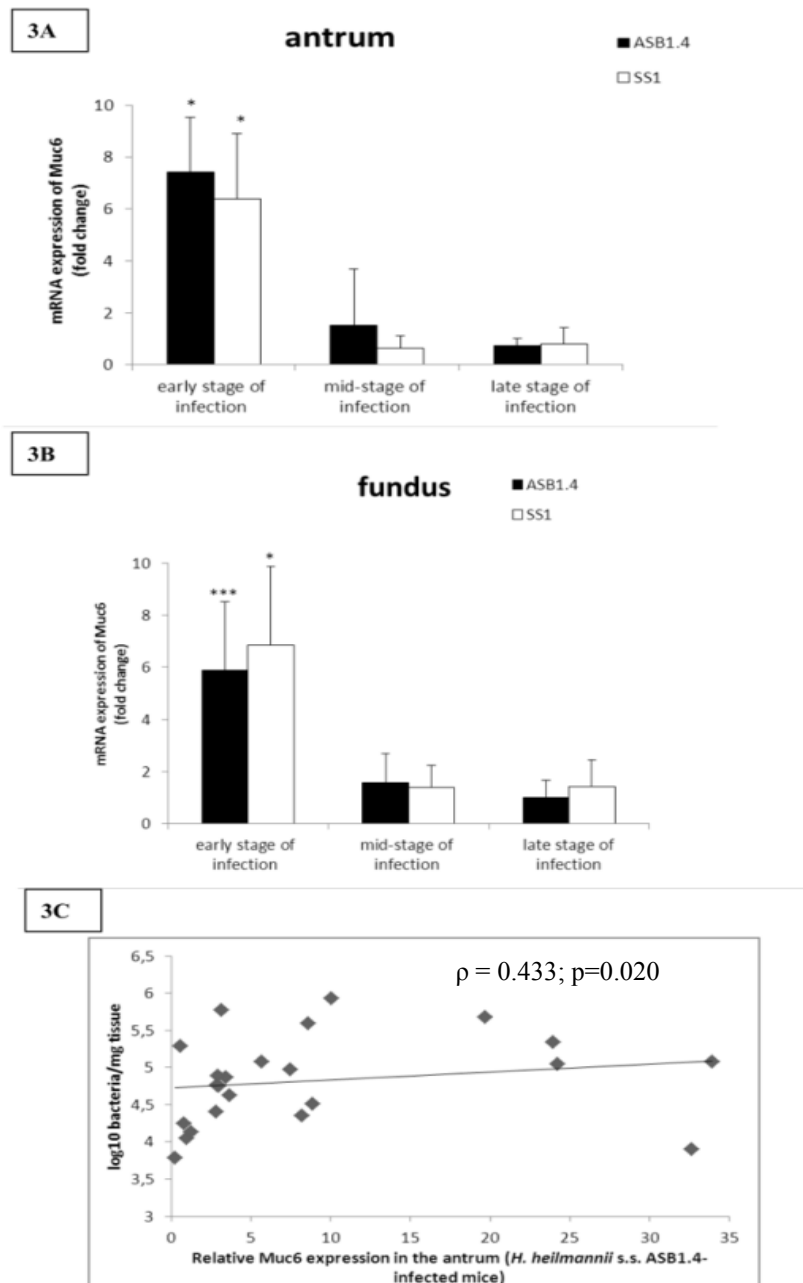 3A
antrum
ASB1.4
SS1
mRNA expression of Muc6
(fold change)
10
8
6
4
2
0
*
*
early stage of
infection
mid-stage of
infection
late stage of
infection
3B
fundus
ASB1.4
SS1
mRNA expression of Muc6
(fold change)
10
8
6
4
2
0
***
*
early stage of
infection
mid-stage of
infection
late stage of
infection
3C
ρ = 0.433; p=0.020
log10 bacteria/mg tissue
6,5
6
5,5
5
4,5
4
3,5
3
0 5 10 15 20 25 30 35
Relative Muc6 expression in the antrum (H. heilmannii s.s. ASB1.4-
infected mice)